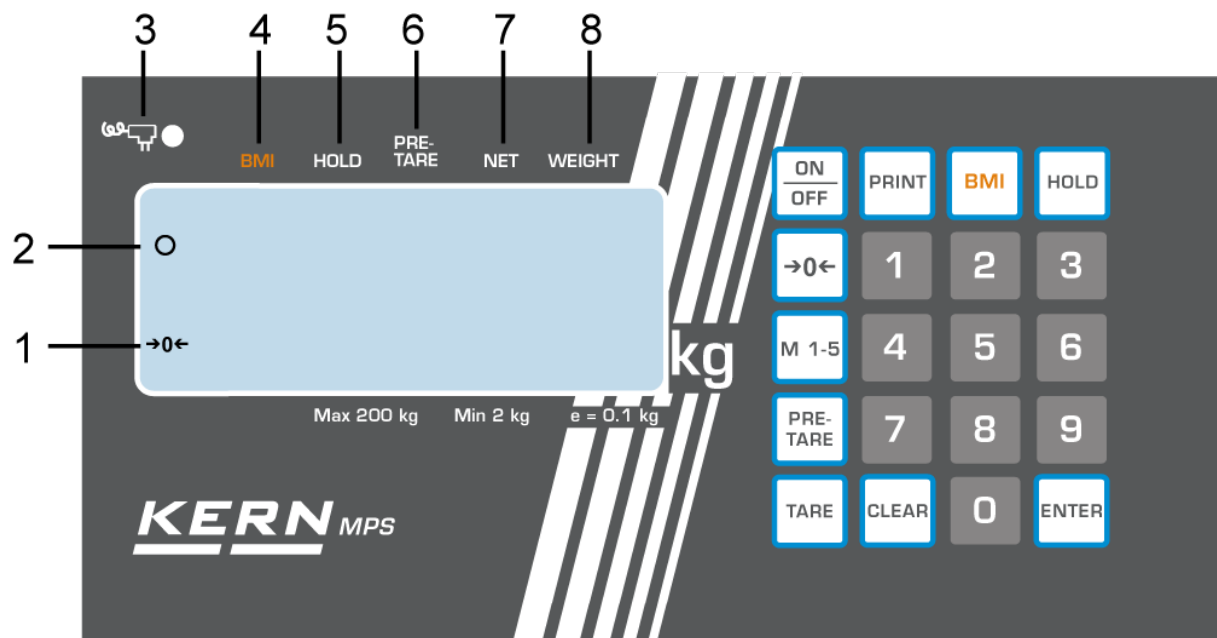 3 4 5 6 7 8
BMI HOLD PRE-TARE NET WEIGHT
2
1 →0←
kg
Max 200 kg Min 2 kg e = 0.1 kg
KERN MPS
ON OFF PRINT BMI HOLD
→0← 1 2 3
M 1-5 4 5 6
PRE-TARE 7 8 9
TARE CLEAR 0 ENTER